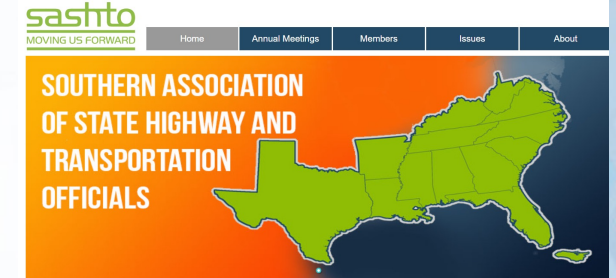 sashto
MOVING US FORWARD
Home Annual Meetings Members Issues About
SOUTHERN ASSOCIATION
OF STATE HIGHWAY AND
TRANSPORTATION
OFFICIALS